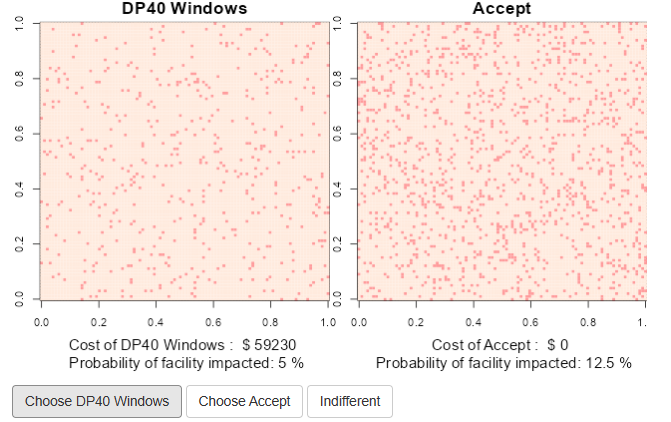 DP40 Windows
Accept
1.0
0.8
0.6
0.4
0.2
0.0
0.0 0.2 0.4 0.6 0.8 1.0
1.0
0.8
0.6
0.4
0.2
0.0
0.0 0.2 0.4 0.6 0.8 1.
Cost of DP40 Windows : $ 59230
Probability of facility impacted: 5 %
Cost of Accept : $ 0
Probability of facility impacted: 12.5 %
Choose DP40 Windows
Choose Accept
Indifferent